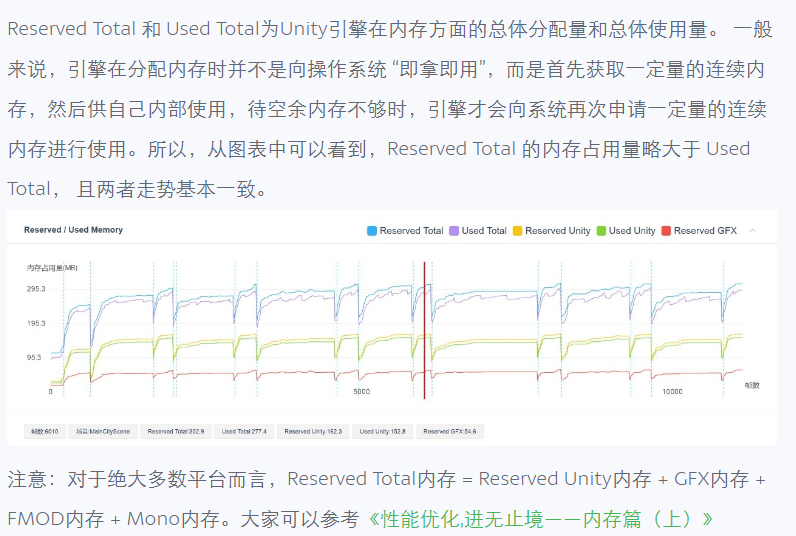 Reserved Total 和 Used Total为Unity引擎在内存方面的总体分配量和总体使用量。 一般
来说，引擎在分配内存时并不是向操作系统 “即拿即用”，而是首先获取一定量的连续内
存，然后供自己内部使用，待空余内存不够时，引擎才会向系统再次申请一定量的连续
内存进行使用。所以，从图表中可以看到，Reserved Total 的内存占用量略大于 Used
Total， 且两者走势基本一致。
Reserved / Used Memory
Reserved Total Used Total Reserved Unity Used Unity Reserved GFX
内存占用量(MB)
295.3
195.3
95.3
0 5000 10000 帧数
帧数:6010 场景:MainCityScene Reserved Total:302.9 Used Total:277.4 Reserved Unity:162.3 Used Unity:152.8 Reserved GFX:54.6
注意：对于绝大多数平台而言，Reserved Total内存 = Reserved Unity内存 + GFX内存 +
FMOD内存 + Mono内存。大家可以参考《性能优化,进无止境——内存篇（上）》